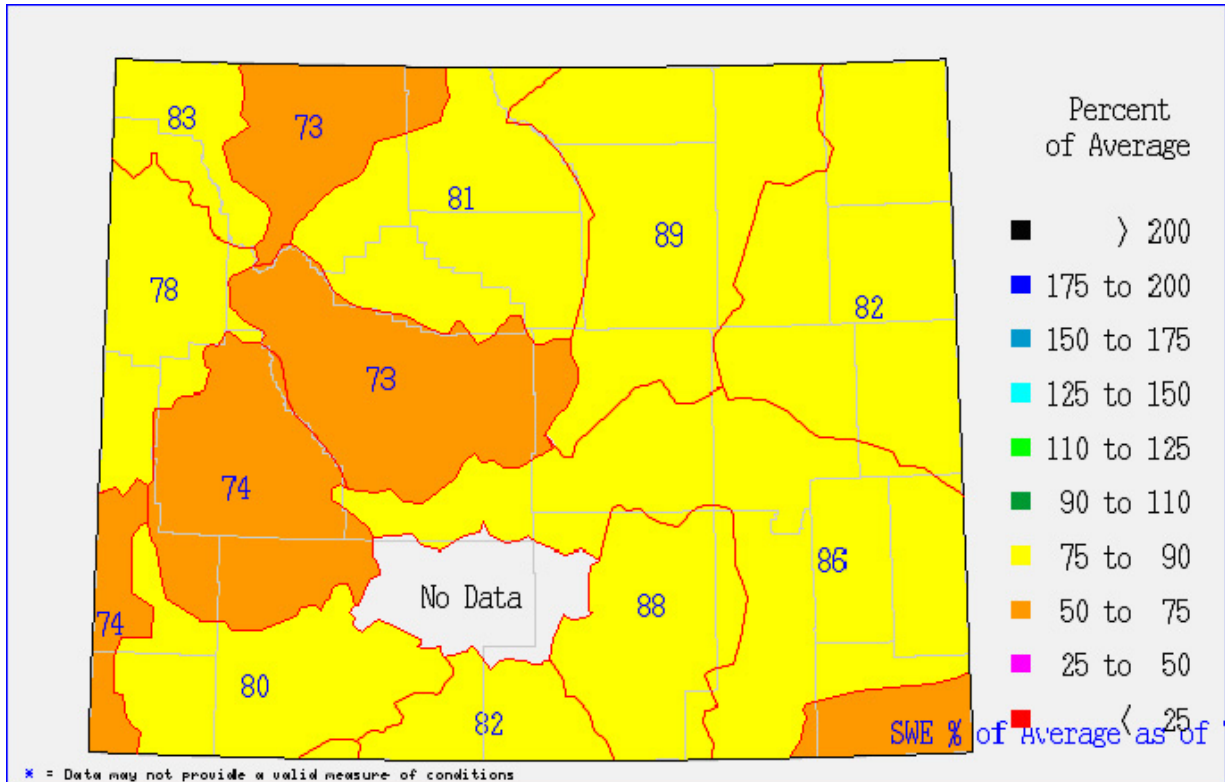 Percent
of Average
> 200
175 to 200
150 to 175
125 to 150
110 to 125
90 to 110
75 to 90
50 to 75
25 to 50
< 25
83
73
81
89
78
82
73
74
86
No Data
88
74
80
82
SWE % of Average as of
* = Data may not provide a valid measure of conditions